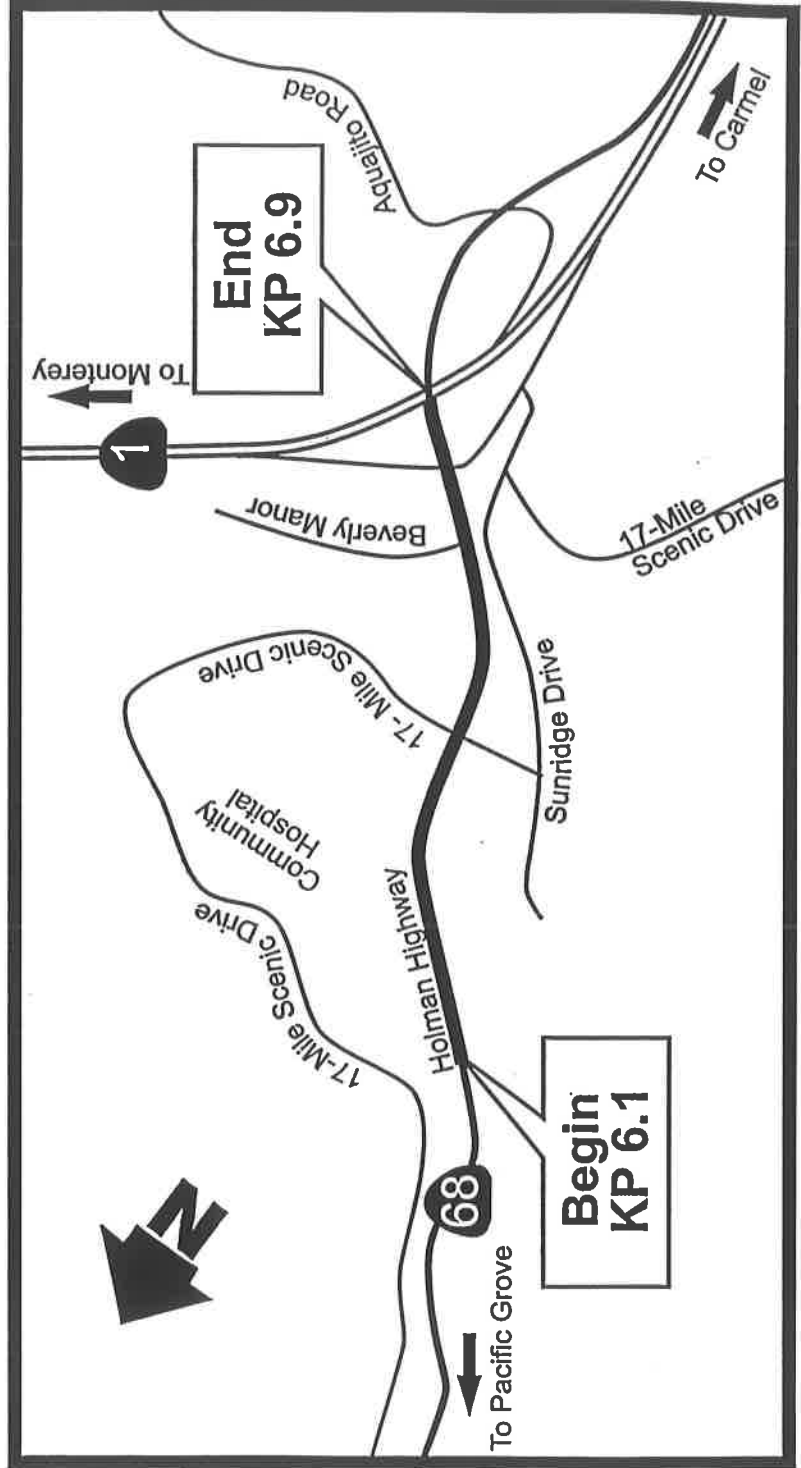 Aquajito Road
End
KP 6.9
To Carmel
To Monterey
1
Beverly Manor
17-Mile
Scenic Drive
17- Mile Scenic Drive
Sunridge Drive
Community
Hospital
Holman Highway
17-Mile Scenic Drive
Begin
KP 6.1
68
To Pacific Grove
N